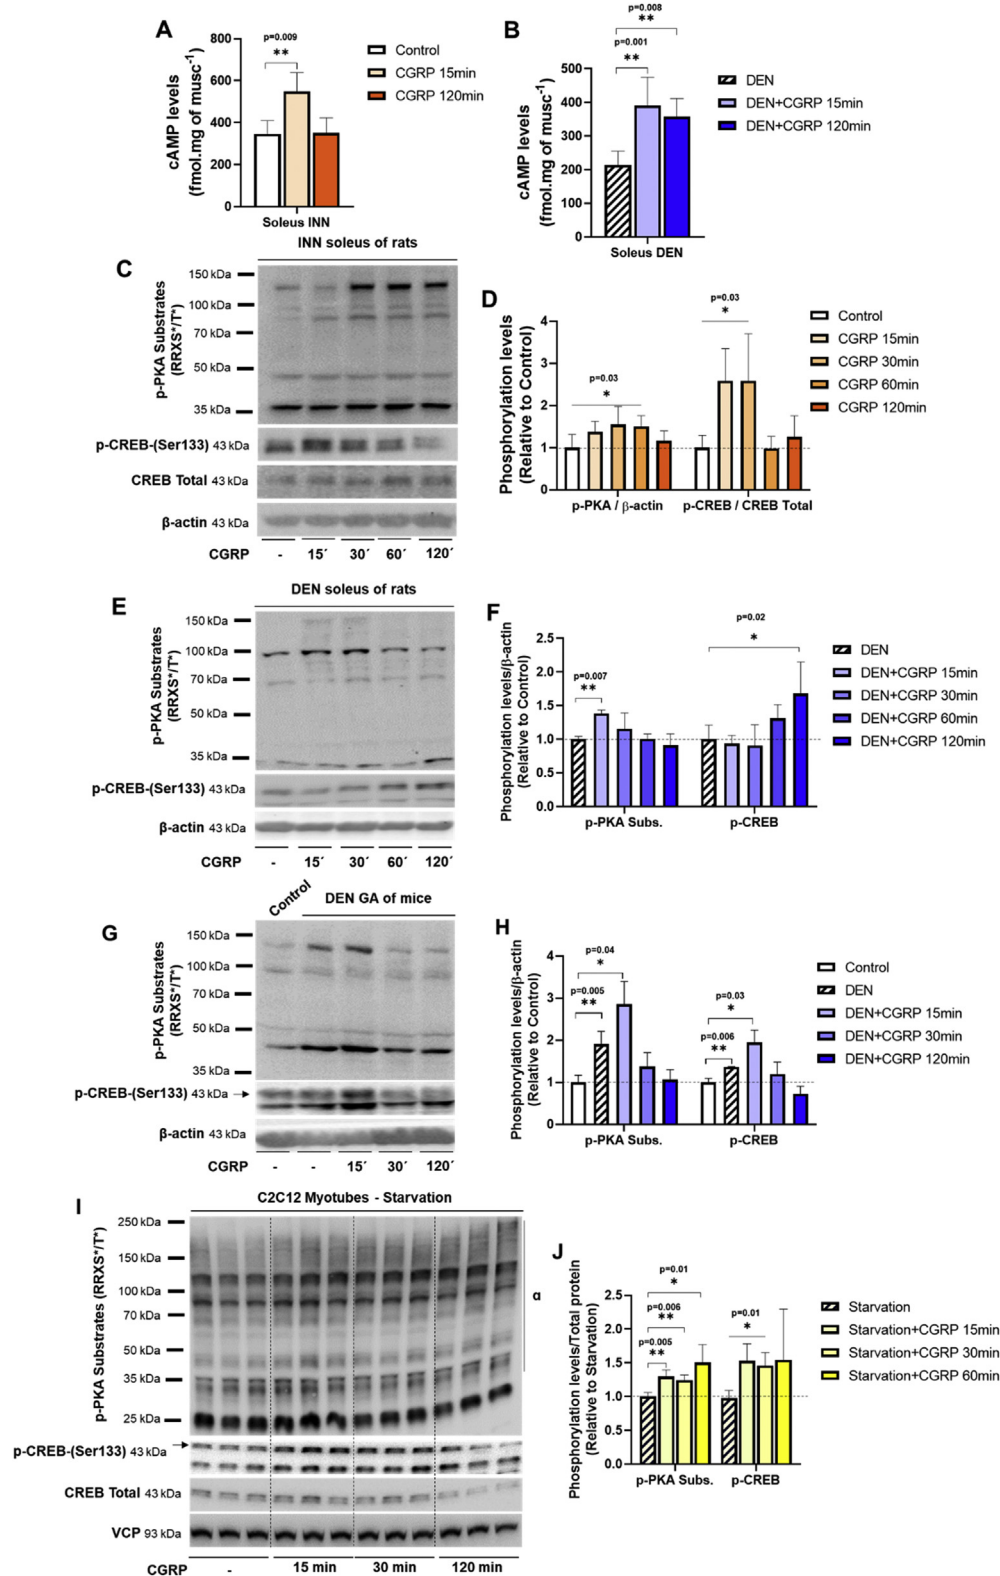 A
p=0.009
**
cAMP levels
(fmol.mg of musc⁻¹)
800
600
400
200
0
Soleus INN
Control
CGRP 15min
CGRP 120min
B
p=0.008
**
p=0.001
**
cAMP levels
(fmol.mg of musc⁻¹)
500
400
300
200
100
0
Soleus DEN
DEN
DEN+CGRP 15min
DEN+CGRP 120min
C
INN soleus of rats
p-PKA Substrates
(RRXS*/T*)
150 kDa
100 kDa
70 kDa
50 kDa
35 kDa
p-CREB-(Ser133) 43 kDa
CREB Total 43 kDa
β-actin 43 kDa
CGRP - 15´ 30´ 60´ 120´
D
Phosphorylation levels
(Relative to Control)
4
3
2
1
0
p=0.03
*
p=0.03
*
p-PKA / β-actin
p-CREB / CREB Total
Control
CGRP 15min
CGRP 30min
CGRP 60min
CGRP 120min
E
DEN soleus of rats
p-PKA Substrates
(RRXS*/T*)
150 kDa
100 kDa
70 kDa
50 kDa
35 kDa
p-CREB-(Ser133) 43 kDa
β-actin 43 kDa
CGRP - 15´ 30´ 60´ 120´
F
Phosphorylation levels/β-actin
(Relative to Control)
2.5
2.0
1.5
1.0
0.5
0.0
p=0.007
**
p=0.02
*
p-PKA Subs.
p-CREB
DEN
DEN+CGRP 15min
DEN+CGRP 30min
DEN+CGRP 60min
DEN+CGRP 120min
G
Control
DEN GA of mice
p-PKA Substrates
(RRXS*/T*)
150 kDa
100 kDa
70 kDa
50 kDa
35 kDa
p-CREB-(Ser133) 43 kDa
β-actin 43 kDa
CGRP - - 15´ 30´ 120´
H
Phosphorylation levels/β-actin
(Relative to Control)
4
3
2
1
0
p=0.04
*
p=0.005
**
p=0.03
*
p=0.006
**
p-PKA Subs.
p-CREB
Control
DEN
DEN+CGRP 15min
DEN+CGRP 30min
DEN+CGRP 120min
I
C2C12 Myotubes - Starvation
p-PKA Substrates (RRXS*/T*)
250 kDa
150 kDa
100 kDa
70 kDa
50 kDa
35 kDa
25 kDa
α
p-CREB-(Ser133) 43 kDa
CREB Total 43 kDa
VCP 93 kDa
CGRP - 15 min 30 min 120 min
J
Phosphorylation levels/Total protein
(Relative to Starvation)
2.5
2.0
1.5
1.0
0.5
0.0
p=0.01
*
p=0.006
**
p=0.005
**
p=0.01
*
p-PKA Subs.
p-CREB
Starvation
Starvation+CGRP 15min
Starvation+CGRP 30min
Starvation+CGRP 60min